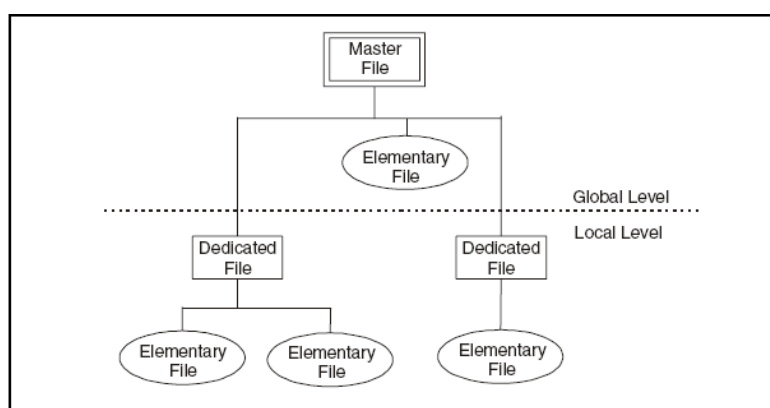 Master
File
Elementary
File
Global Level
Local Level
Dedicated
File
Dedicated
File
Elementary
File
Elementary
File
Elementary
File